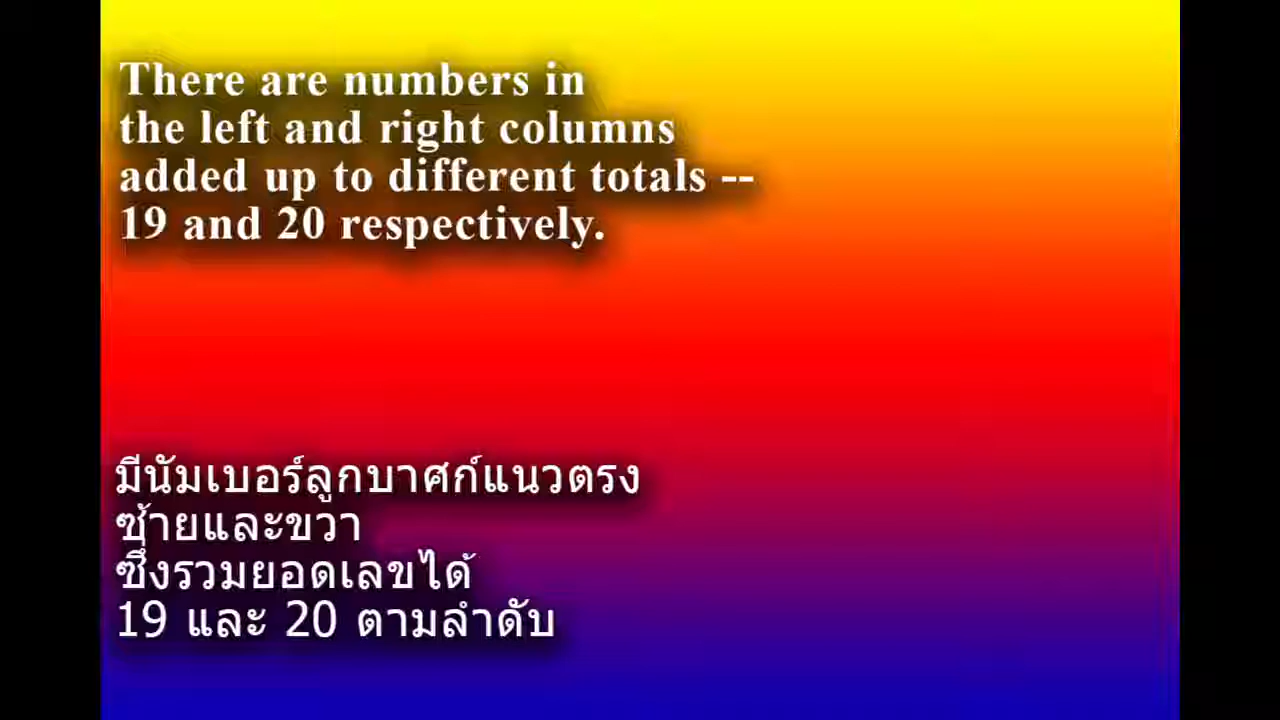 There are numbers in
the left and right columns
added up to different totals --
19 and 20 respectively.
มีนัมเบอร์ลูกบาศก์แนวตรง
ซ้ายและขวา
ซึ่งรวมยอดเลขได้
19 และ 20 ตามลำดับ